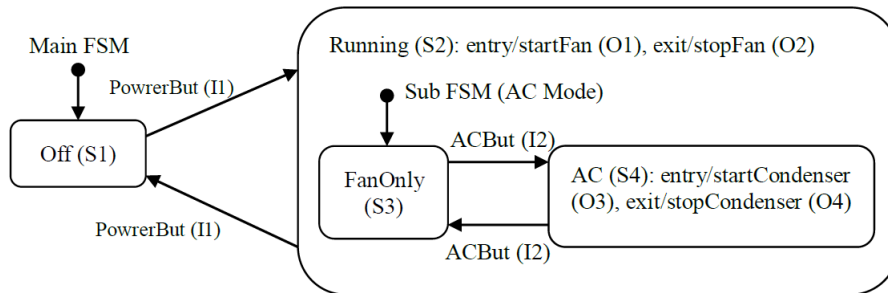 Main FSM
PowrerBut (I1)
Off (S1)
PowrerBut (I1)
Running (S2): entry/startFan (O1), exit/stopFan (O2)
Sub FSM (AC Mode)
ACBut (I2)
FanOnly
(S3)
AC (S4): entry/startCondenser
(O3), exit/stopCondenser (O4)
ACBut (I2)